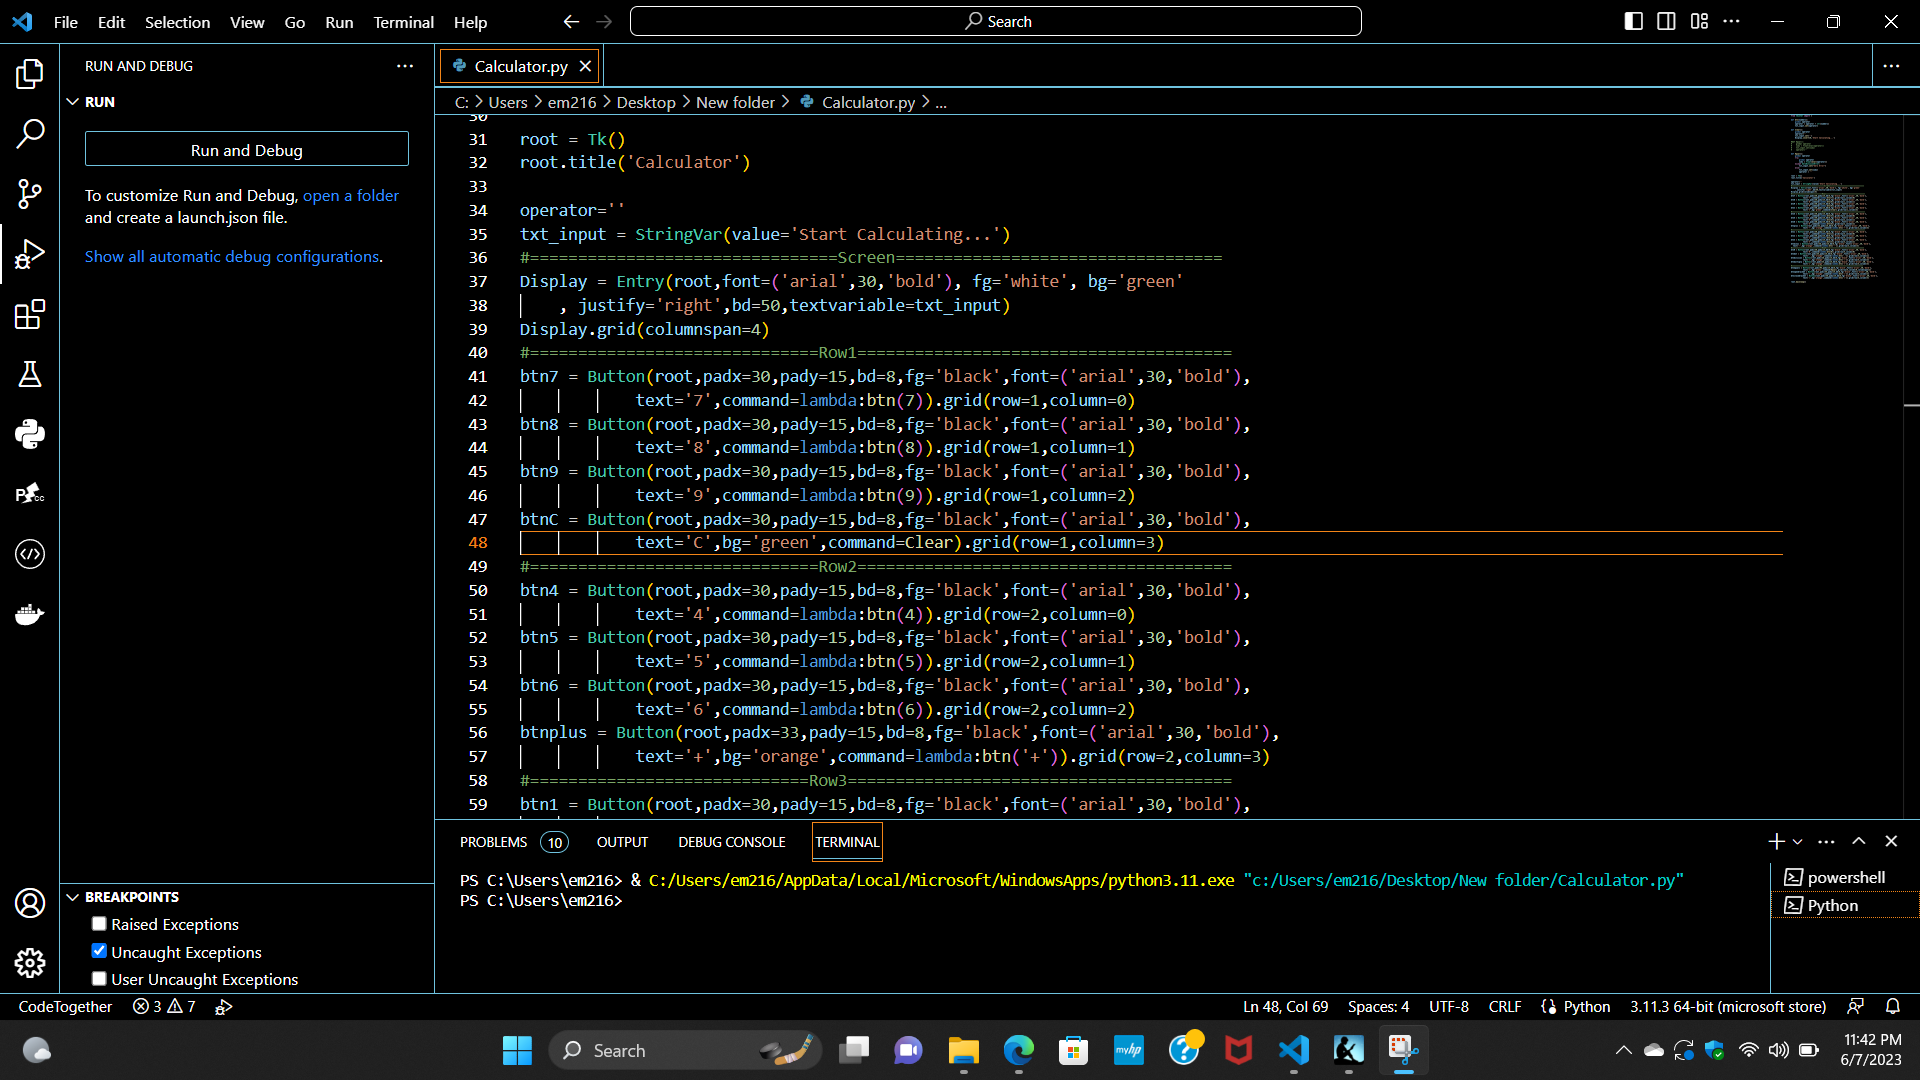 File Edit Selection View Go Run Terminal Help
Search
RUN AND DEBUG
RUN
Run and Debug
To customize Run and Debug, open a folder
and create a launch.json file.
Show all automatic debug configurations.
BREAKPOINTS
Raised Exceptions
Uncaught Exceptions
User Uncaught Exceptions
Calculator.py
C: > Users > em216 > Desktop > New folder > Calculator.py > ...
30
31 root = Tk()
32 root.title('Calculator')
33
34 operator=''
35 txt_input = StringVar(value='Start Calculating...')
36 #================================Screen==================================
37 Display = Entry(root,font=('arial',30,'bold'), fg='white', bg='green'
38 , justify='right',bd=50,textvariable=txt_input)
39 Display.grid(columnspan=4)
40 #==============================Row1=======================================
41 btn7 = Button(root,padx=30,pady=15,bd=8,fg='black',font=('arial',30,'bold'),
42 text='7',command=lambda:btn(7)).grid(row=1,column=0)
43 btn8 = Button(root,padx=30,pady=15,bd=8,fg='black',font=('arial',30,'bold'),
44 text='8',command=lambda:btn(8)).grid(row=1,column=1)
45 btn9 = Button(root,padx=30,pady=15,bd=8,fg='black',font=('arial',30,'bold'),
46 text='9',command=lambda:btn(9)).grid(row=1,column=2)
47 btnC = Button(root,padx=30,pady=15,bd=8,fg='black',font=('arial',30,'bold'),
48 text='C',bg='green',command=Clear).grid(row=1,column=3)
49 #==============================Row2=======================================
50 btn4 = Button(root,padx=30,pady=15,bd=8,fg='black',font=('arial',30,'bold'),
51 text='4',command=lambda:btn(4)).grid(row=2,column=0)
52 btn5 = Button(root,padx=30,pady=15,bd=8,fg='black',font=('arial',30,'bold'),
53 text='5',command=lambda:btn(5)).grid(row=2,column=1)
54 btn6 = Button(root,padx=30,pady=15,bd=8,fg='black',font=('arial',30,'bold'),
55 text='6',command=lambda:btn(6)).grid(row=2,column=2)
56 btnplus = Button(root,padx=33,pady=15,bd=8,fg='black',font=('arial',30,'bold'),
57 text='+',bg='orange',command=lambda:btn('+')).grid(row=2,column=3)
58 #=============================Row3========================================
59 btn1 = Button(root,padx=30,pady=15,bd=8,fg='black',font=('arial',30,'bold'),
PROBLEMS 10 OUTPUT DEBUG CONSOLE TERMINAL
PS C:\Users\em216> & C:/Users/em216/AppData/Local/Microsoft/WindowsApps/python3.11.exe "c:/Users/em216/Desktop/New folder/Calculator.py"
PS C:\Users\em216>
powershell
Python
CodeTogether 3 7
Ln 48, Col 69 Spaces: 4 UTF-8 CRLF {} Python 3.11.3 64-bit (microsoft store)
Search
myhp
11:42 PM
6/7/2023